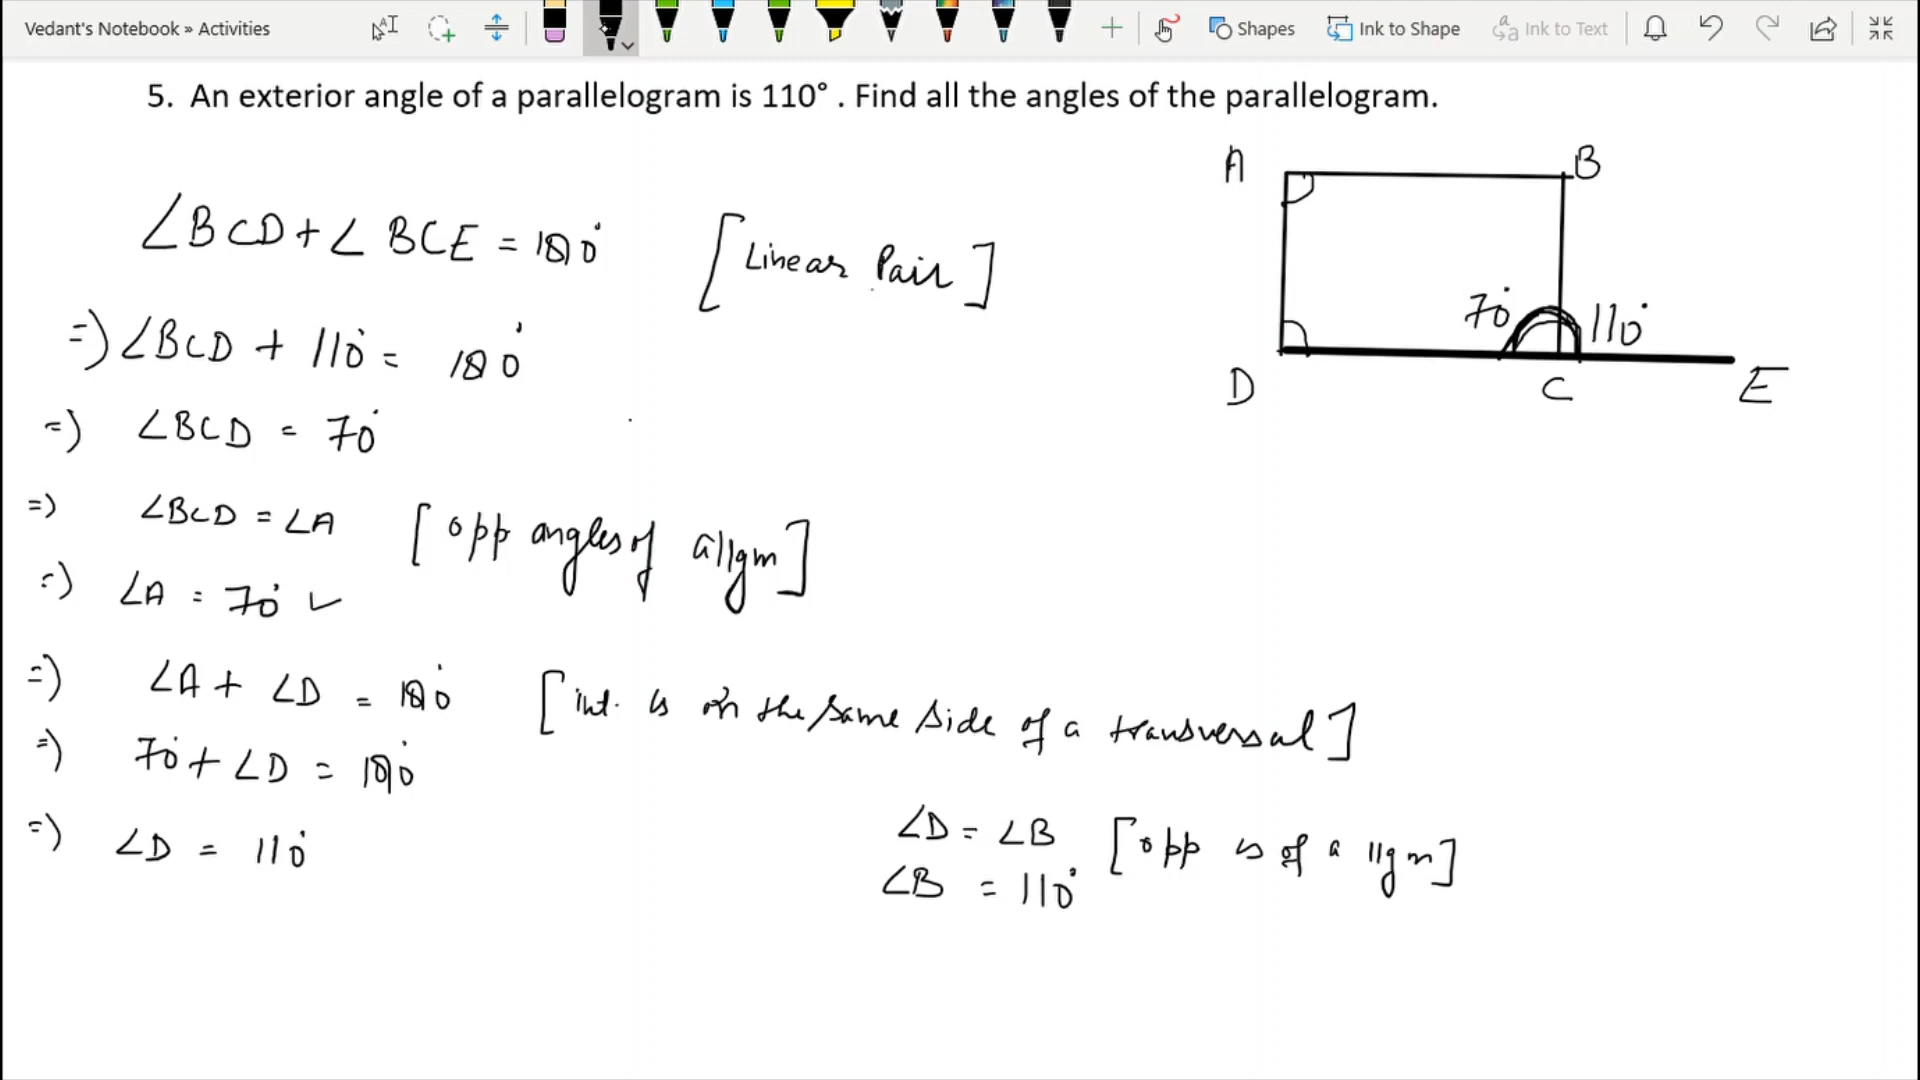 Vedant's Notebook » Activities
Shapes
Ink to Shape
Ink to Text
5. An exterior angle of a parallelogram is 110° . Find all the angles of the parallelogram.
A
B
70°
110°
D
C
E
∠BCD + ∠BCE = 180° [Linear Pair]
=) ∠BCD + 110° = 180°
=) ∠BCD = 70°
=) ∠BCD = ∠A [opp angles of a ||gm]
=) ∠A = 70° ✓
=) ∠A + ∠D = 180° [int. ∠s on the same side of a transversal]
=) 70° + ∠D = 180°
=) ∠D = 110°
∠D = ∠B [opp ∠s of a ||gm]
∠B = 110°